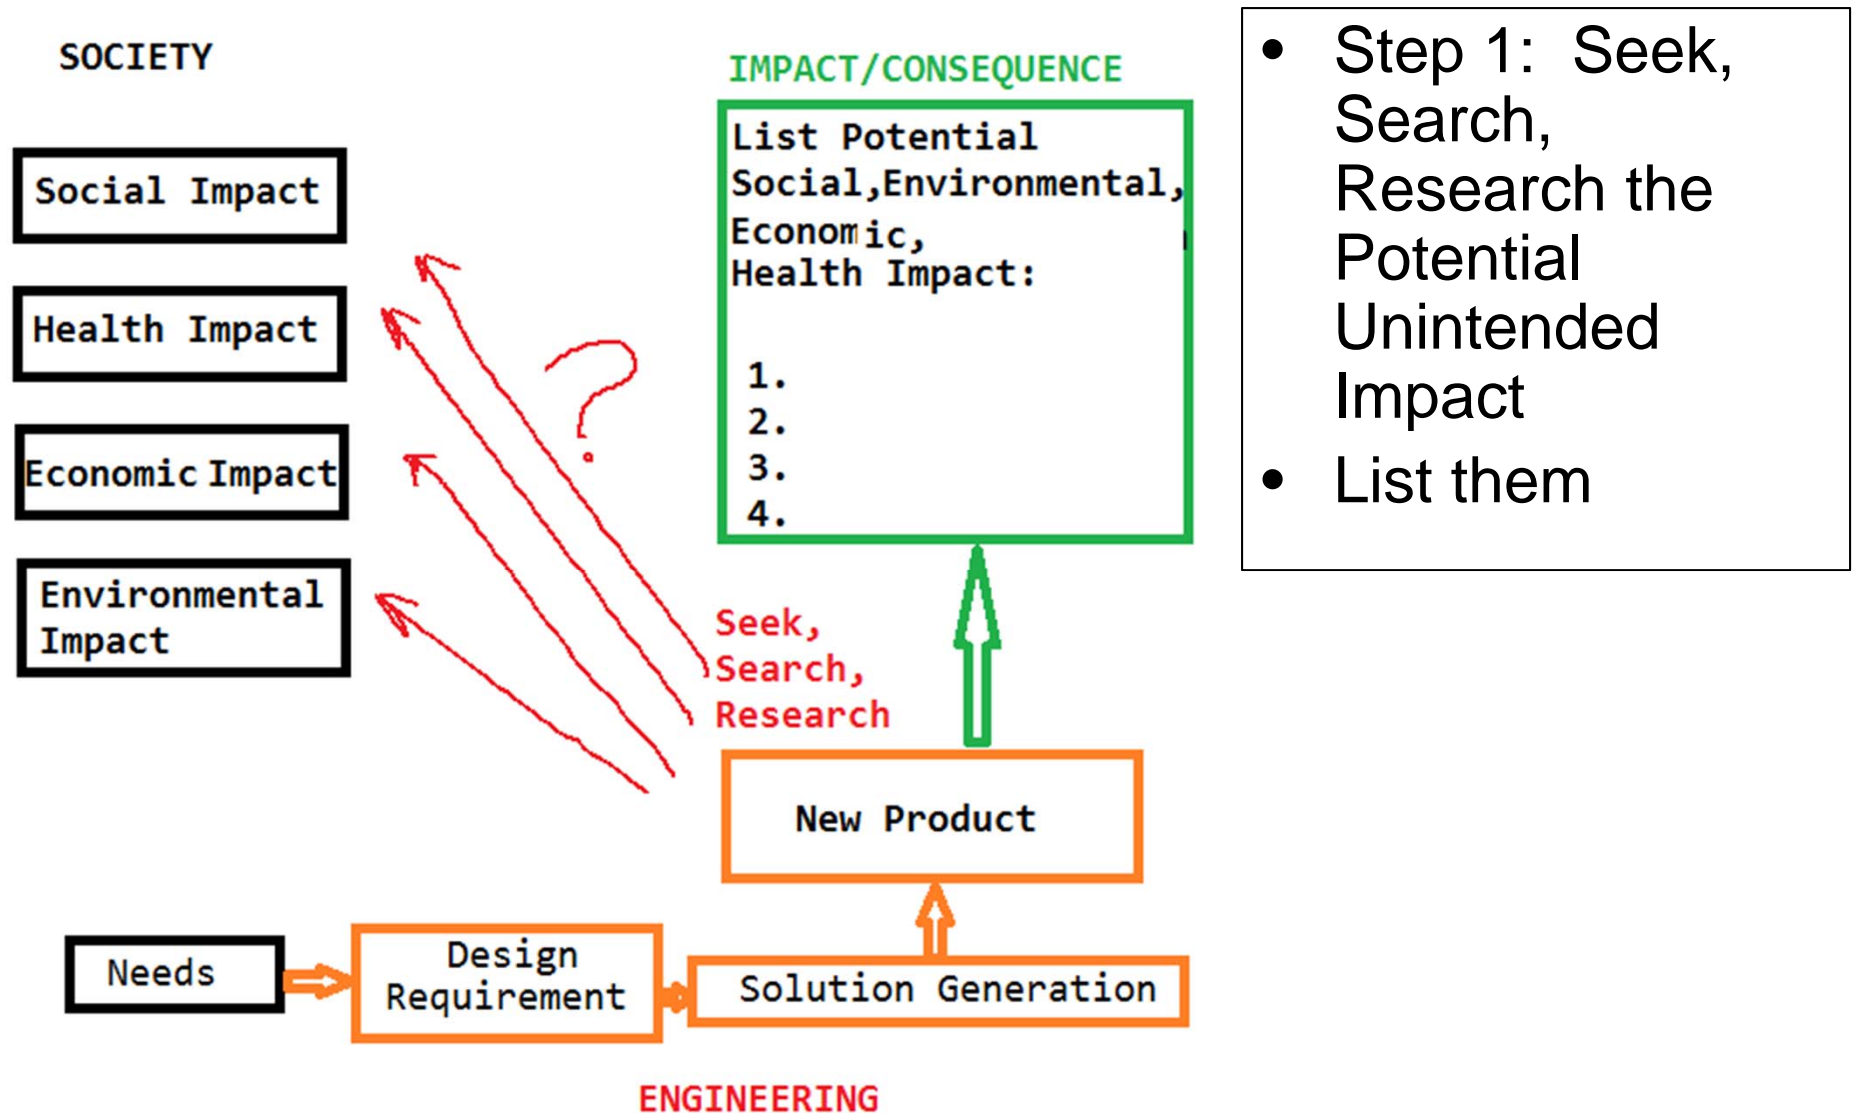 SOCIETY
Social Impact
Health Impact
Economic Impact
Environmental
Impact
?
IMPACT/CONSEQUENCE
List Potential
Social,Environmental,
Economic,
Health Impact:
1.
2.
3.
4.
Seek,
Search,
Research
New Product
Needs
Design
Requirement
Solution Generation
ENGINEERING
• Step 1: Seek,
Search,
Research the
Potential
Unintended
Impact
• List them